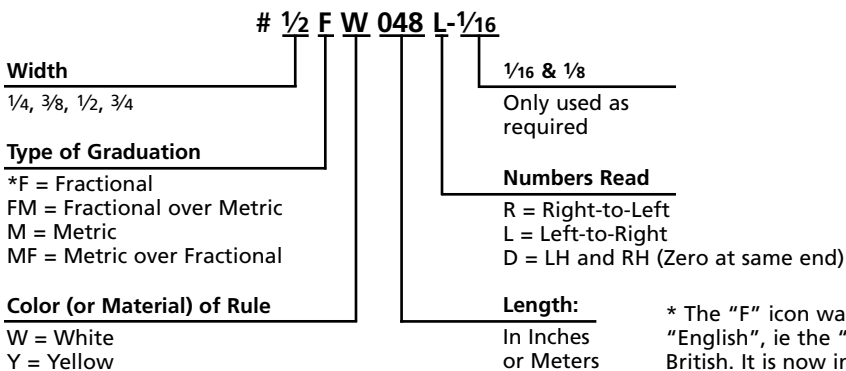 # ½ F W 048 L-1⁄16
Width
¼, ⅜, ½, ¾
Type of Graduation
*F = Fractional
FM = Fractional over Metric
M = Metric
MF = Metric over Fractional
Color (or Material) of Rule
W = White
Y = Yellow
1⁄16 & ⅛
Only used as
required
Numbers Read
R = Right-to-Left
L = Left-to-Right
D = LH and RH (Zero at same end)
Length:
In Inches
or Meters
* The “F” icon wa
“English”, ie the “
British. It is now in